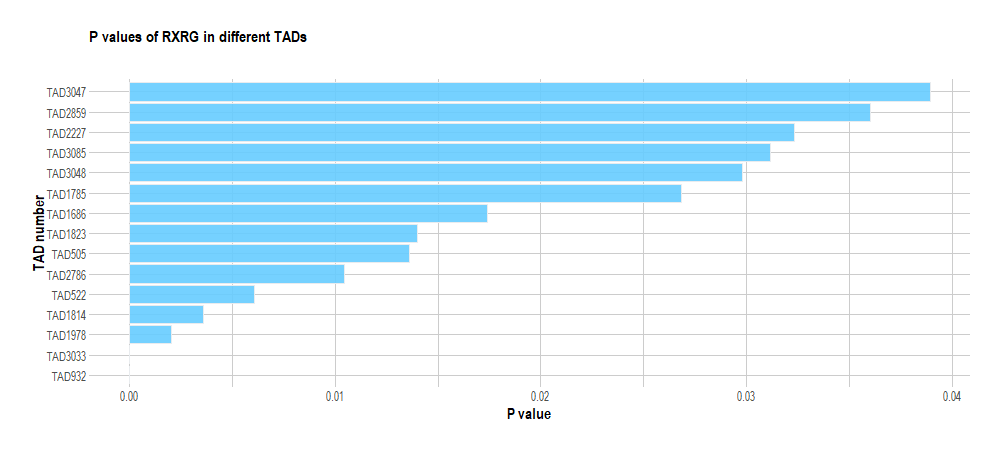 P values of RXRG in different TADs
TAD number
TAD3047
TAD2859
TAD2227
TAD3085
TAD3048
TAD1785
TAD1686
TAD1823
TAD505
TAD2786
TAD522
TAD1814
TAD1978
TAD3033
TAD932
0.00 0.01 0.02 0.03 0.04
P value